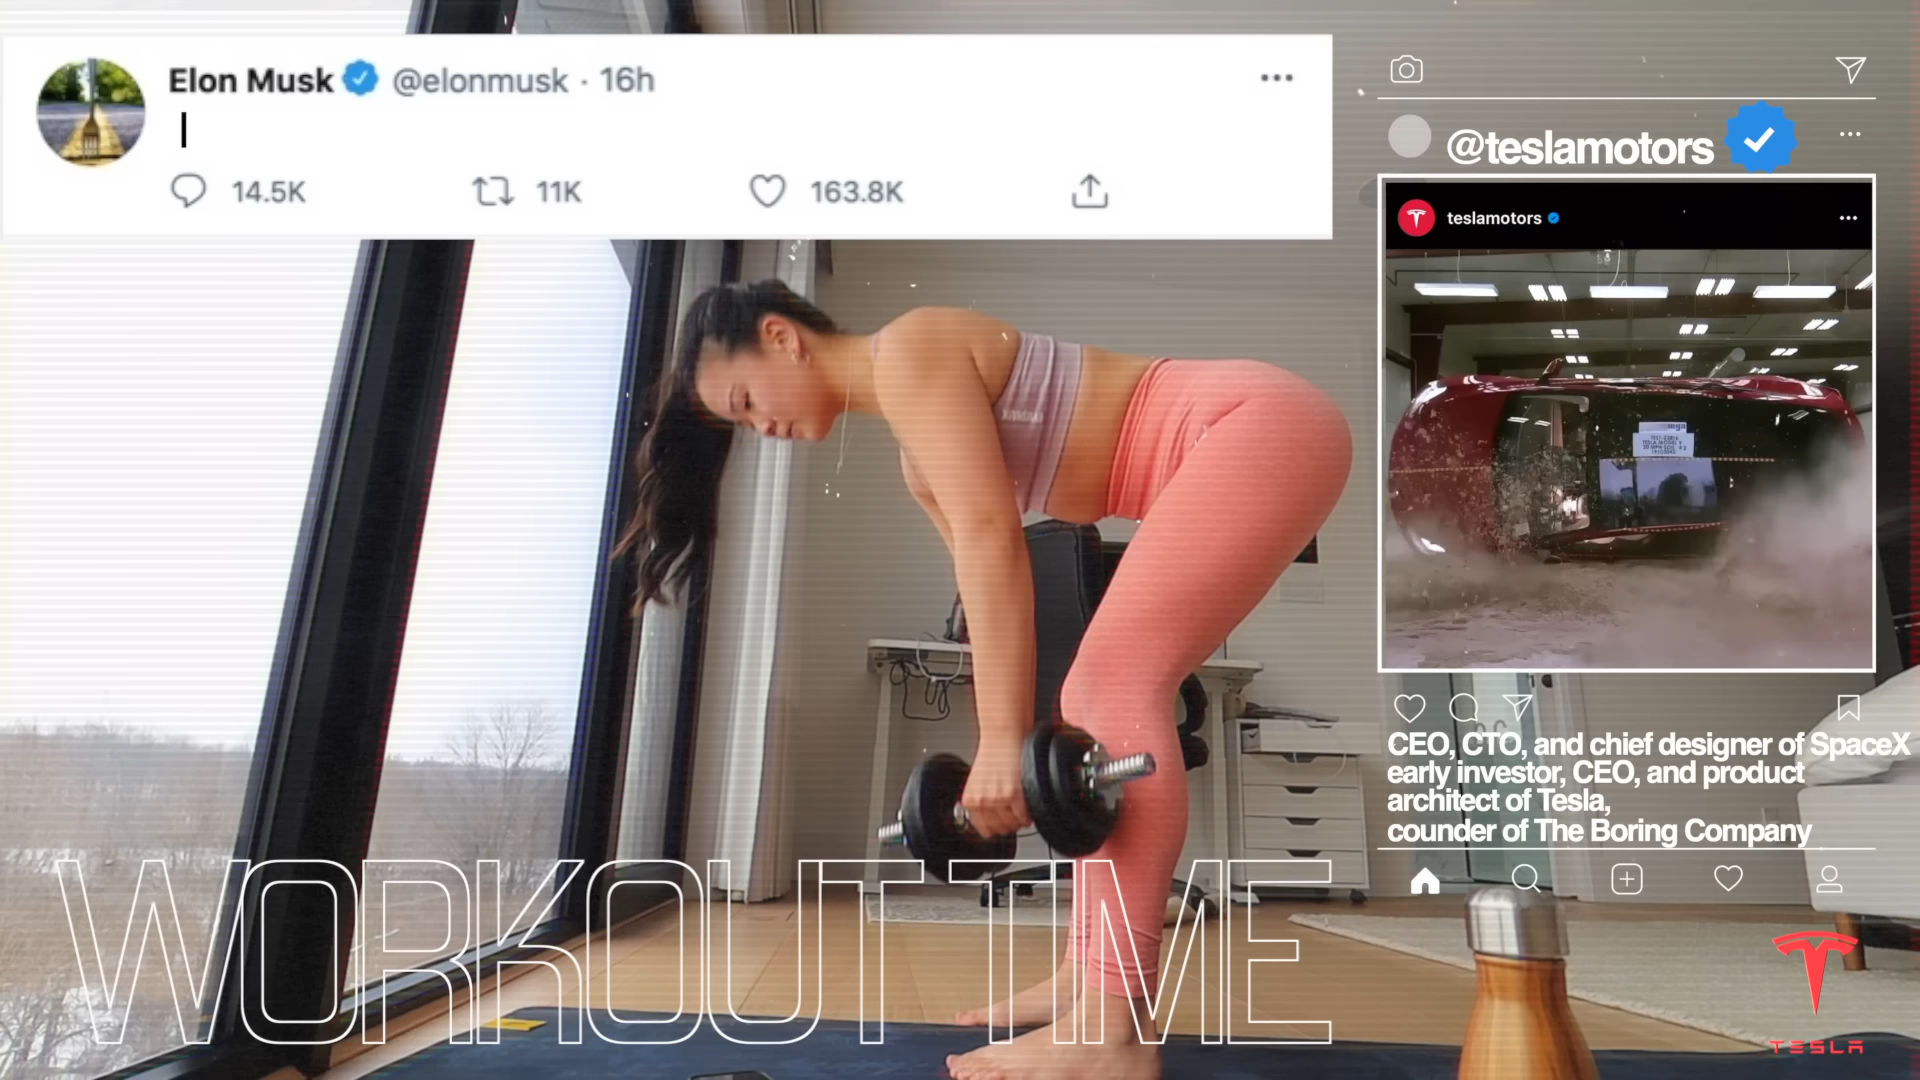 Elon Musk @elonmusk · 16h
14.5K 11K 163.8K
@teslamotors
teslamotors
CEO, CTO, and chief designer of SpaceX
early investor, CEO, and product
architect of Tesla,
counder of The Boring Company
WORKOUT TIME
TESLA